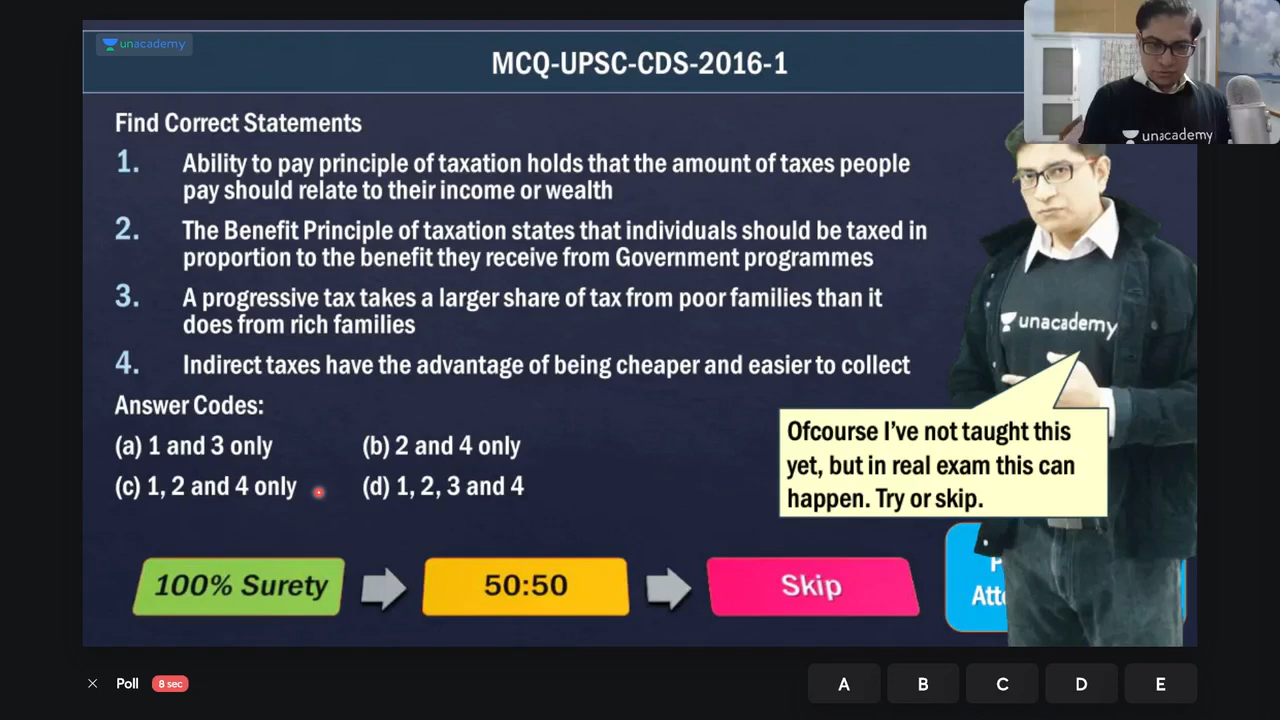 unacademy
MCQ-UPSC-CDS-2016-1
unacademy
Find Correct Statements
1. Ability to pay principle of taxation holds that the amount of taxes people
pay should relate to their income or wealth
2. The Benefit Principle of taxation states that individuals should be taxed in
proportion to the benefit they receive from Government programmes
3. A progressive tax takes a larger share of tax from poor families than it
does from rich families
unacademy
4. Indirect taxes have the advantage of being cheaper and easier to collect
Answer Codes:
(a) 1 and 3 only (b) 2 and 4 only
(c) 1, 2 and 4 only (d) 1, 2, 3 and 4
Ofcourse I've not taught this
yet, but in real exam this can
happen. Try or skip.
100% Surety 50:50 Skip
Poll 8 sec A B C D E